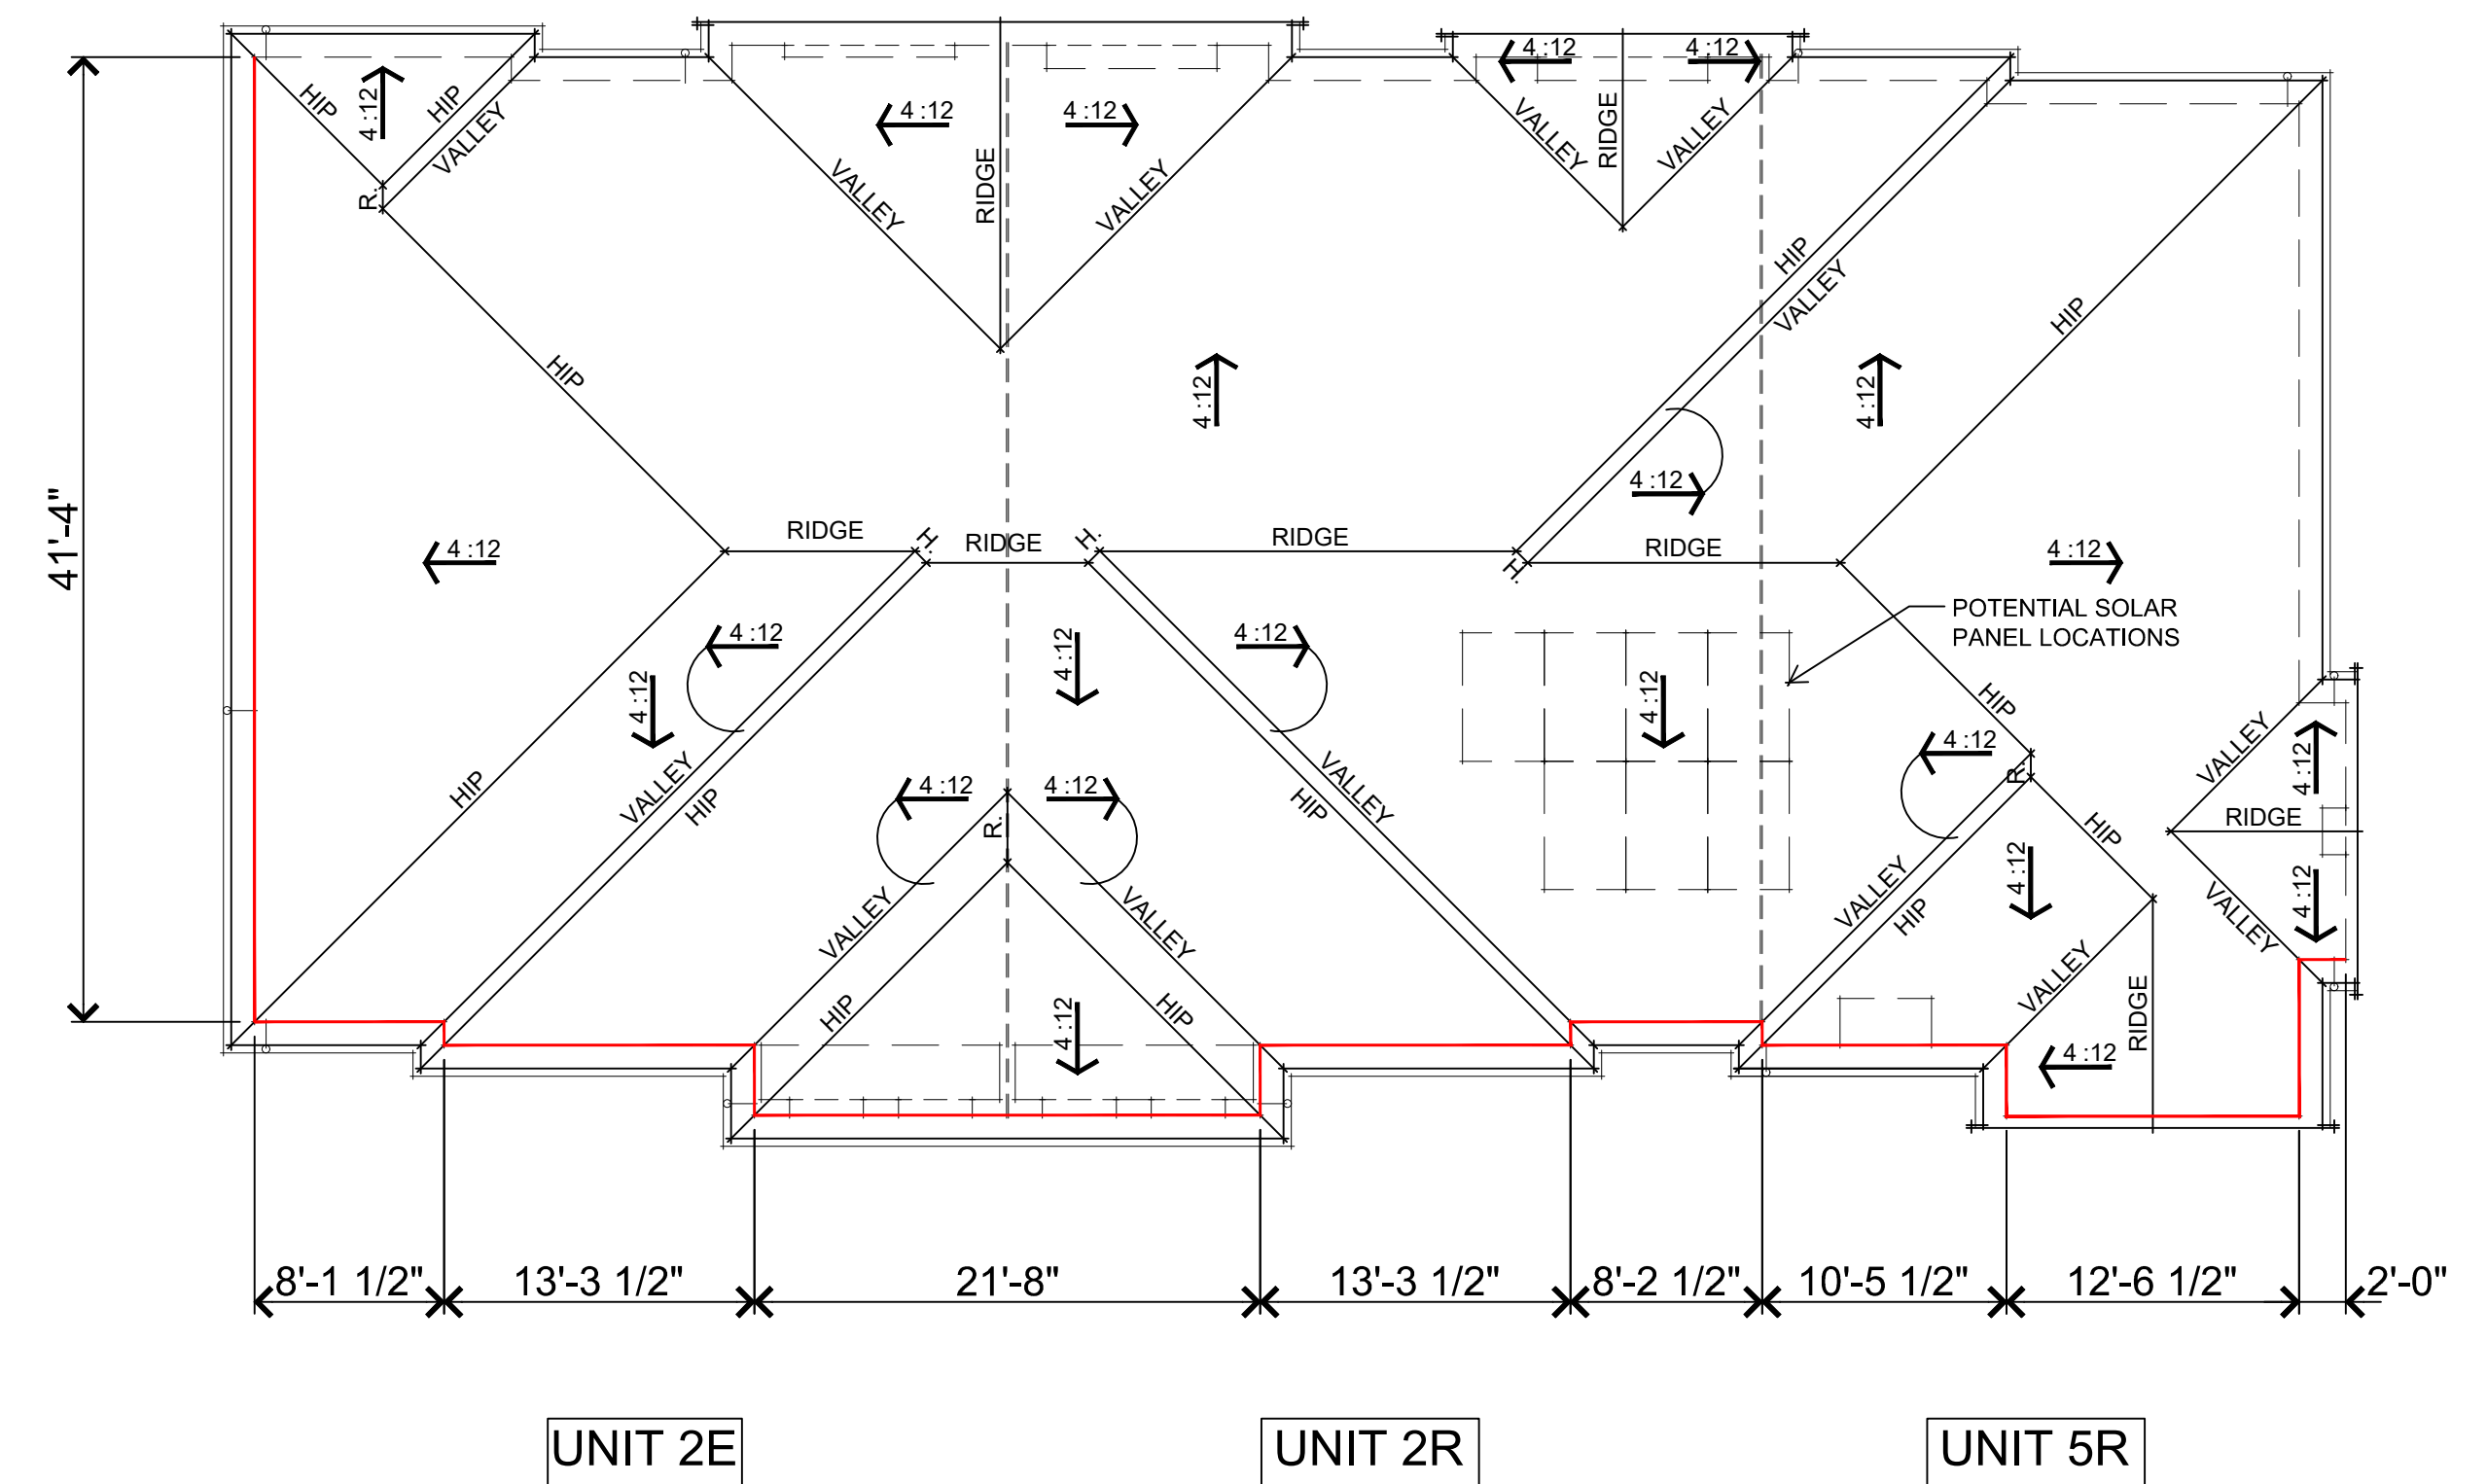 4 :12
4 :12
HIP
HIP
4 :12
VALLEY
4 :12
4 :12
RIDGE
VALLEY
VALLEY
RIDGE
VALLEY
VALLEY
R.
HIP
VALLEY
HIP
HIP
4 :12
4 :12
4 :12
41'-4"
RIDGE
H.
RIDGE
H.
RIDGE
H.
RIDGE
4 :12
4 :12
POTENTIAL SOLAR
PANEL LOCATIONS
4 :12
4 :12
4 :12
4 :12
4 :12
HIP
4 :12
VALLEY
4 :12
HIP
VALLEY
HIP
4 :12
4 :12
VALLEY
HIP
R.
R.
RIDGE
HIP
4 :12
4 :12
VALLEY
VALLEY
VALLEY
HIP
VALLEY
VALLEY
HIP
HIP
4 :12
RIDGE
4 :12
8'-1 1/2"
13'-3 1/2"
21'-8"
13'-3 1/2"
8'-2 1/2"
10'-5 1/2"
12'-6 1/2"
2'-0"
UNIT 2E
UNIT 2R
UNIT 5R